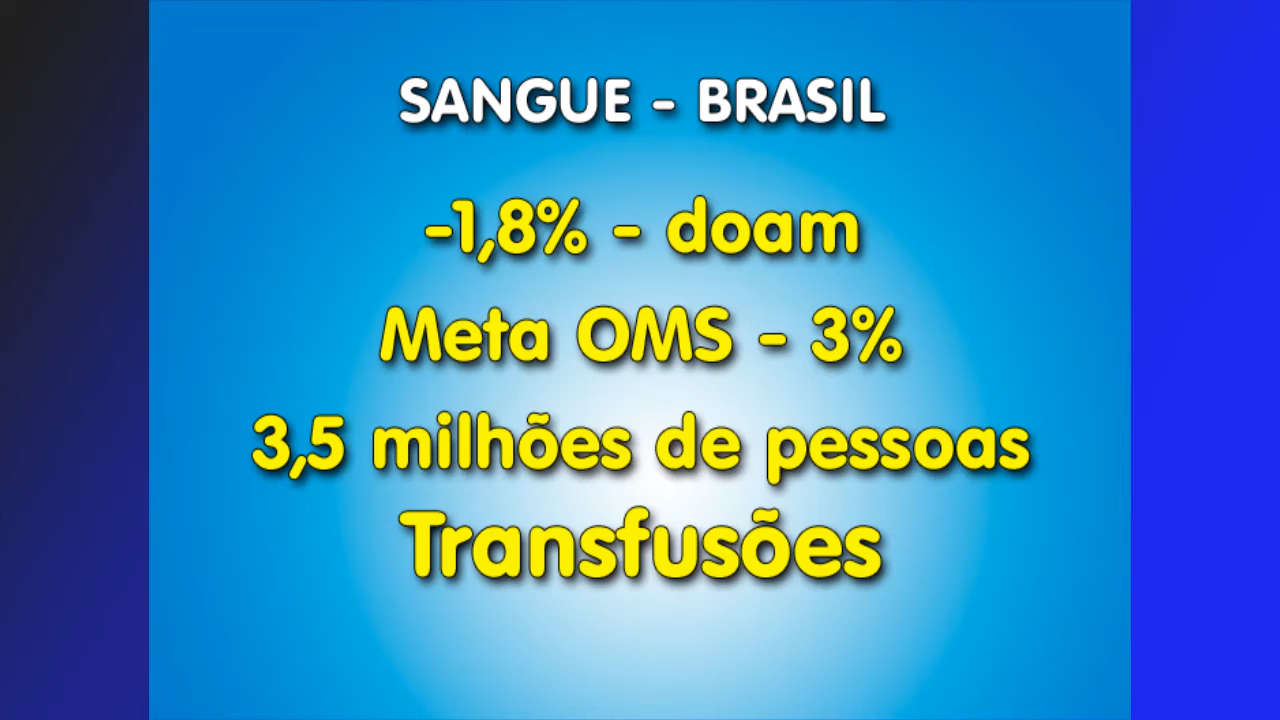 SANGUE - BRASIL
-1,8% - doam
Meta OMS - 3%
3,5 milhões de pessoas
Transfusões